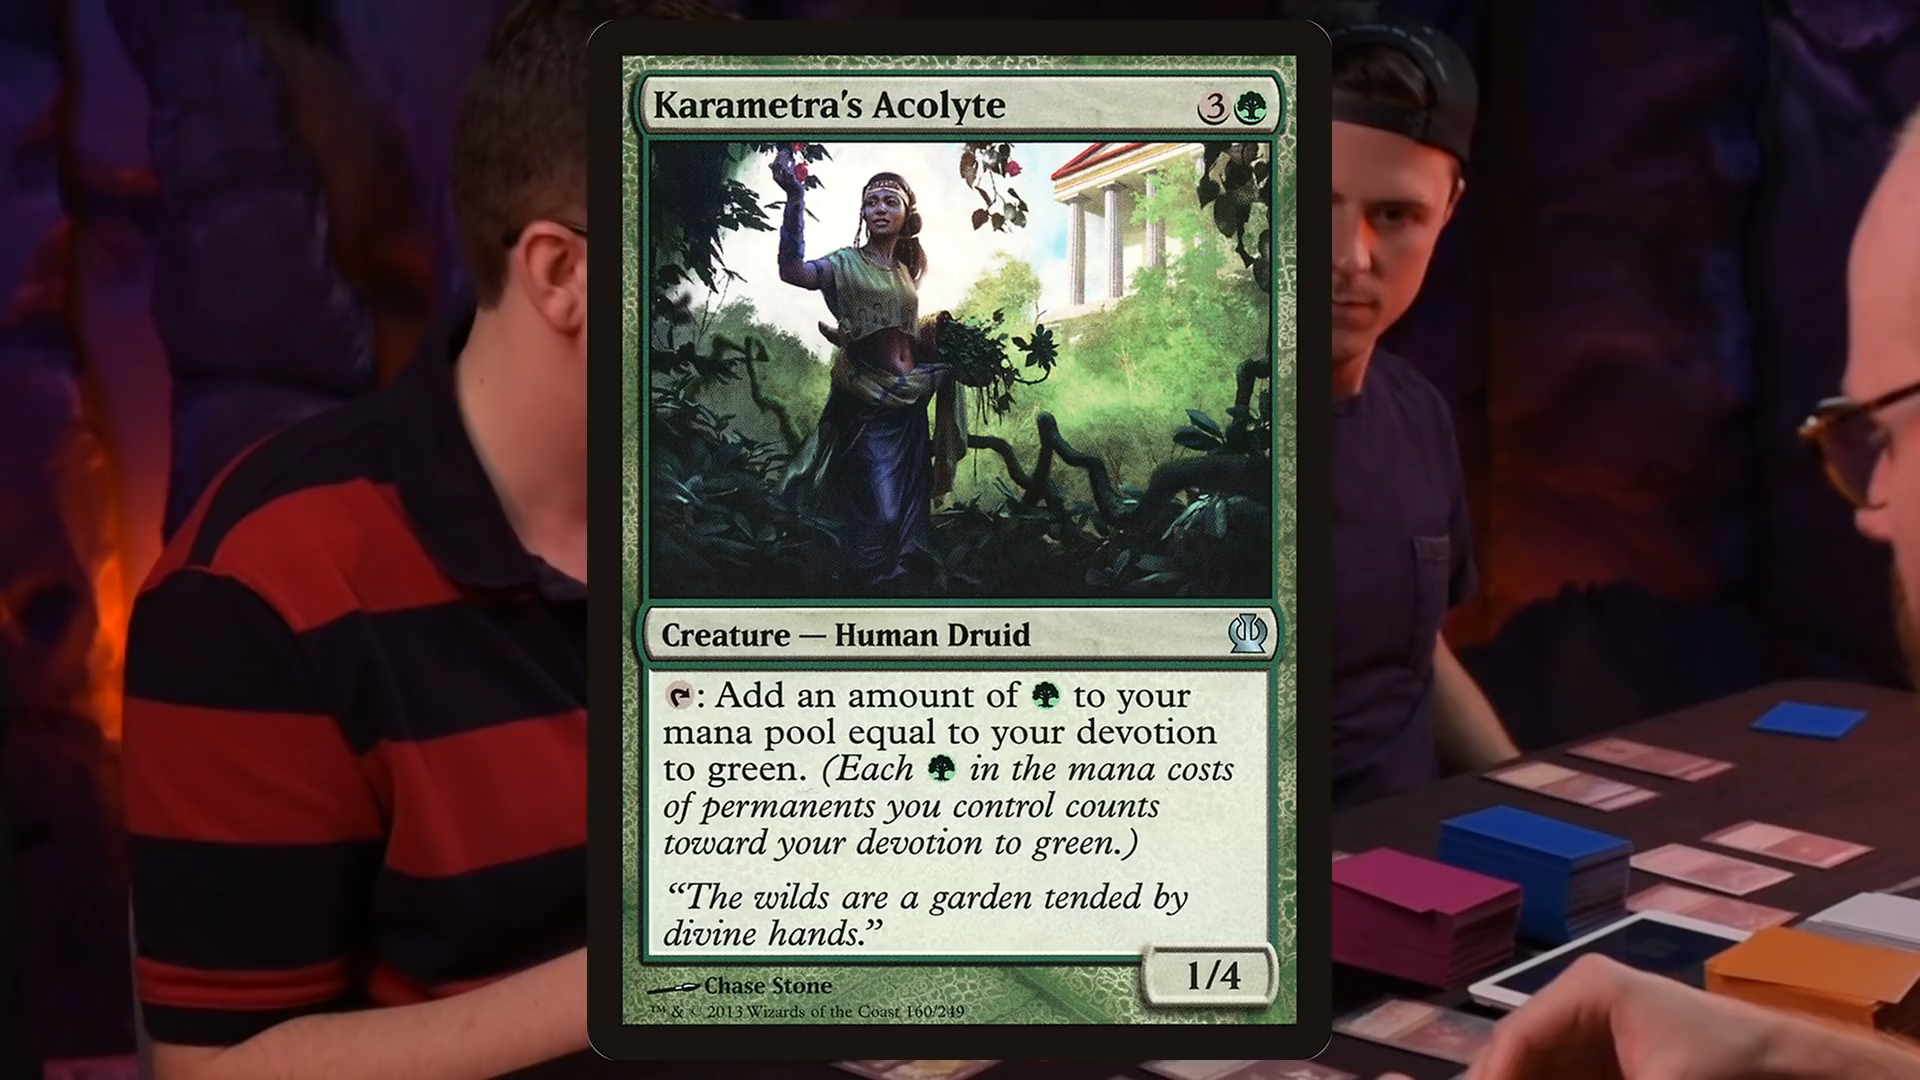 Karametra's Acolyte 3
Creature — Human Druid
: Add an amount of to your
mana pool equal to your devotion
to green. (Each in the mana costs
of permanents you control counts
toward your devotion to green.)
“The wilds are a garden tended by
divine hands.”
1/4
Chase Stone
™ & © 2013 Wizards of the Coast 160/249